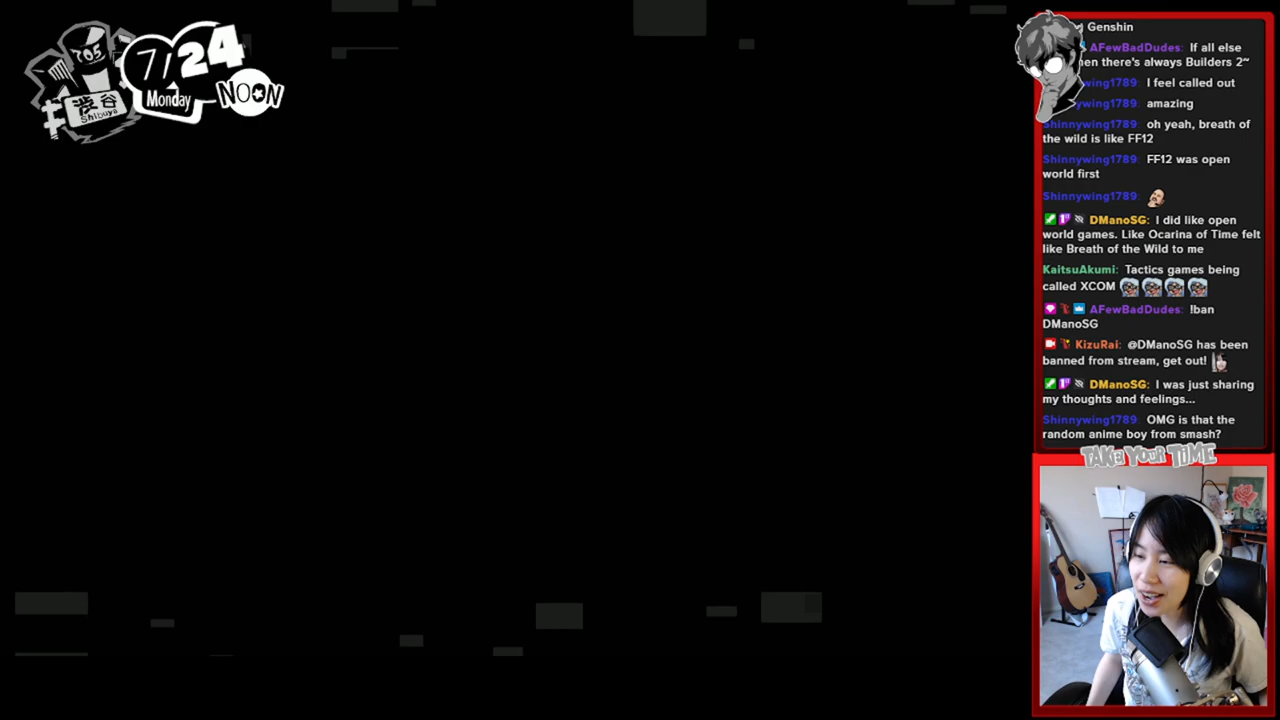 705
渋谷
Shibuya
7/24
Monday
NOON
Genshin
AFewBadDudes: If all else
en there's always Builders 2~
wing1789: I feel called out
ywing1789: amazing
Shinnywing1789: oh yeah, breath of
the wild is like FF12
Shinnywing1789: FF12 was open
world first
Shinnywing1789:
DManoSG: I did like open
world games. Like Ocarina of Time felt
like Breath of the Wild to me
KaitsuAkumi: Tactics games being
called XCOM
AFewBadDudes: !ban
DManoSG
KizuRai: @DManoSG has been
banned from stream, get out!
DManoSG: I was just sharing
my thoughts and feelings...
Shinnywing1789: OMG is that the
random anime boy from smash?
TAKE YOUR TIME